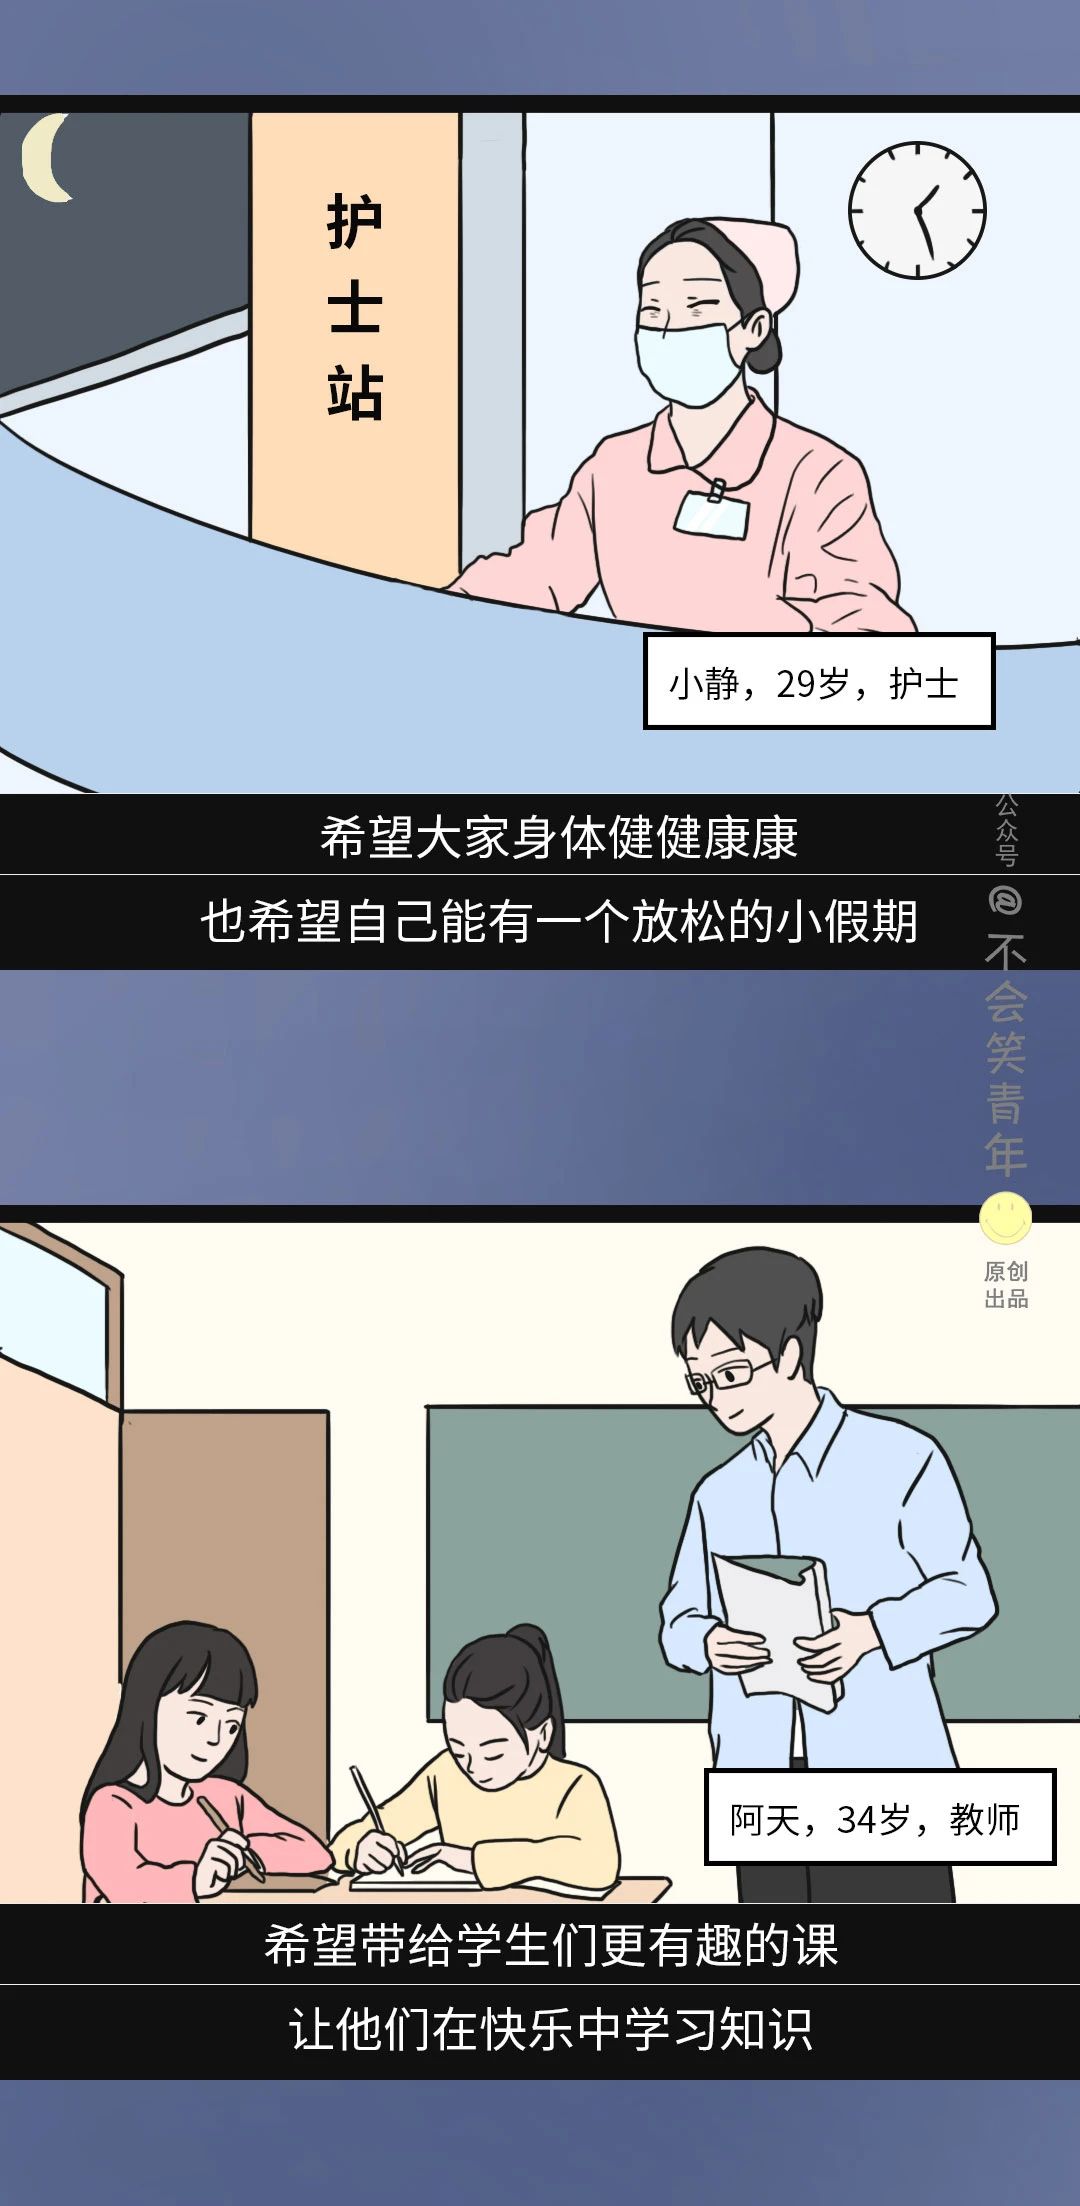 护士站
小静，29岁，护士
希望大家身体健健康康
也希望自己能有一个放松的小假期
公众号@不会笑青年
原创
出品
阿天，34岁，教师
希望带给学生们更有趣的课
让他们在快乐中学习知识